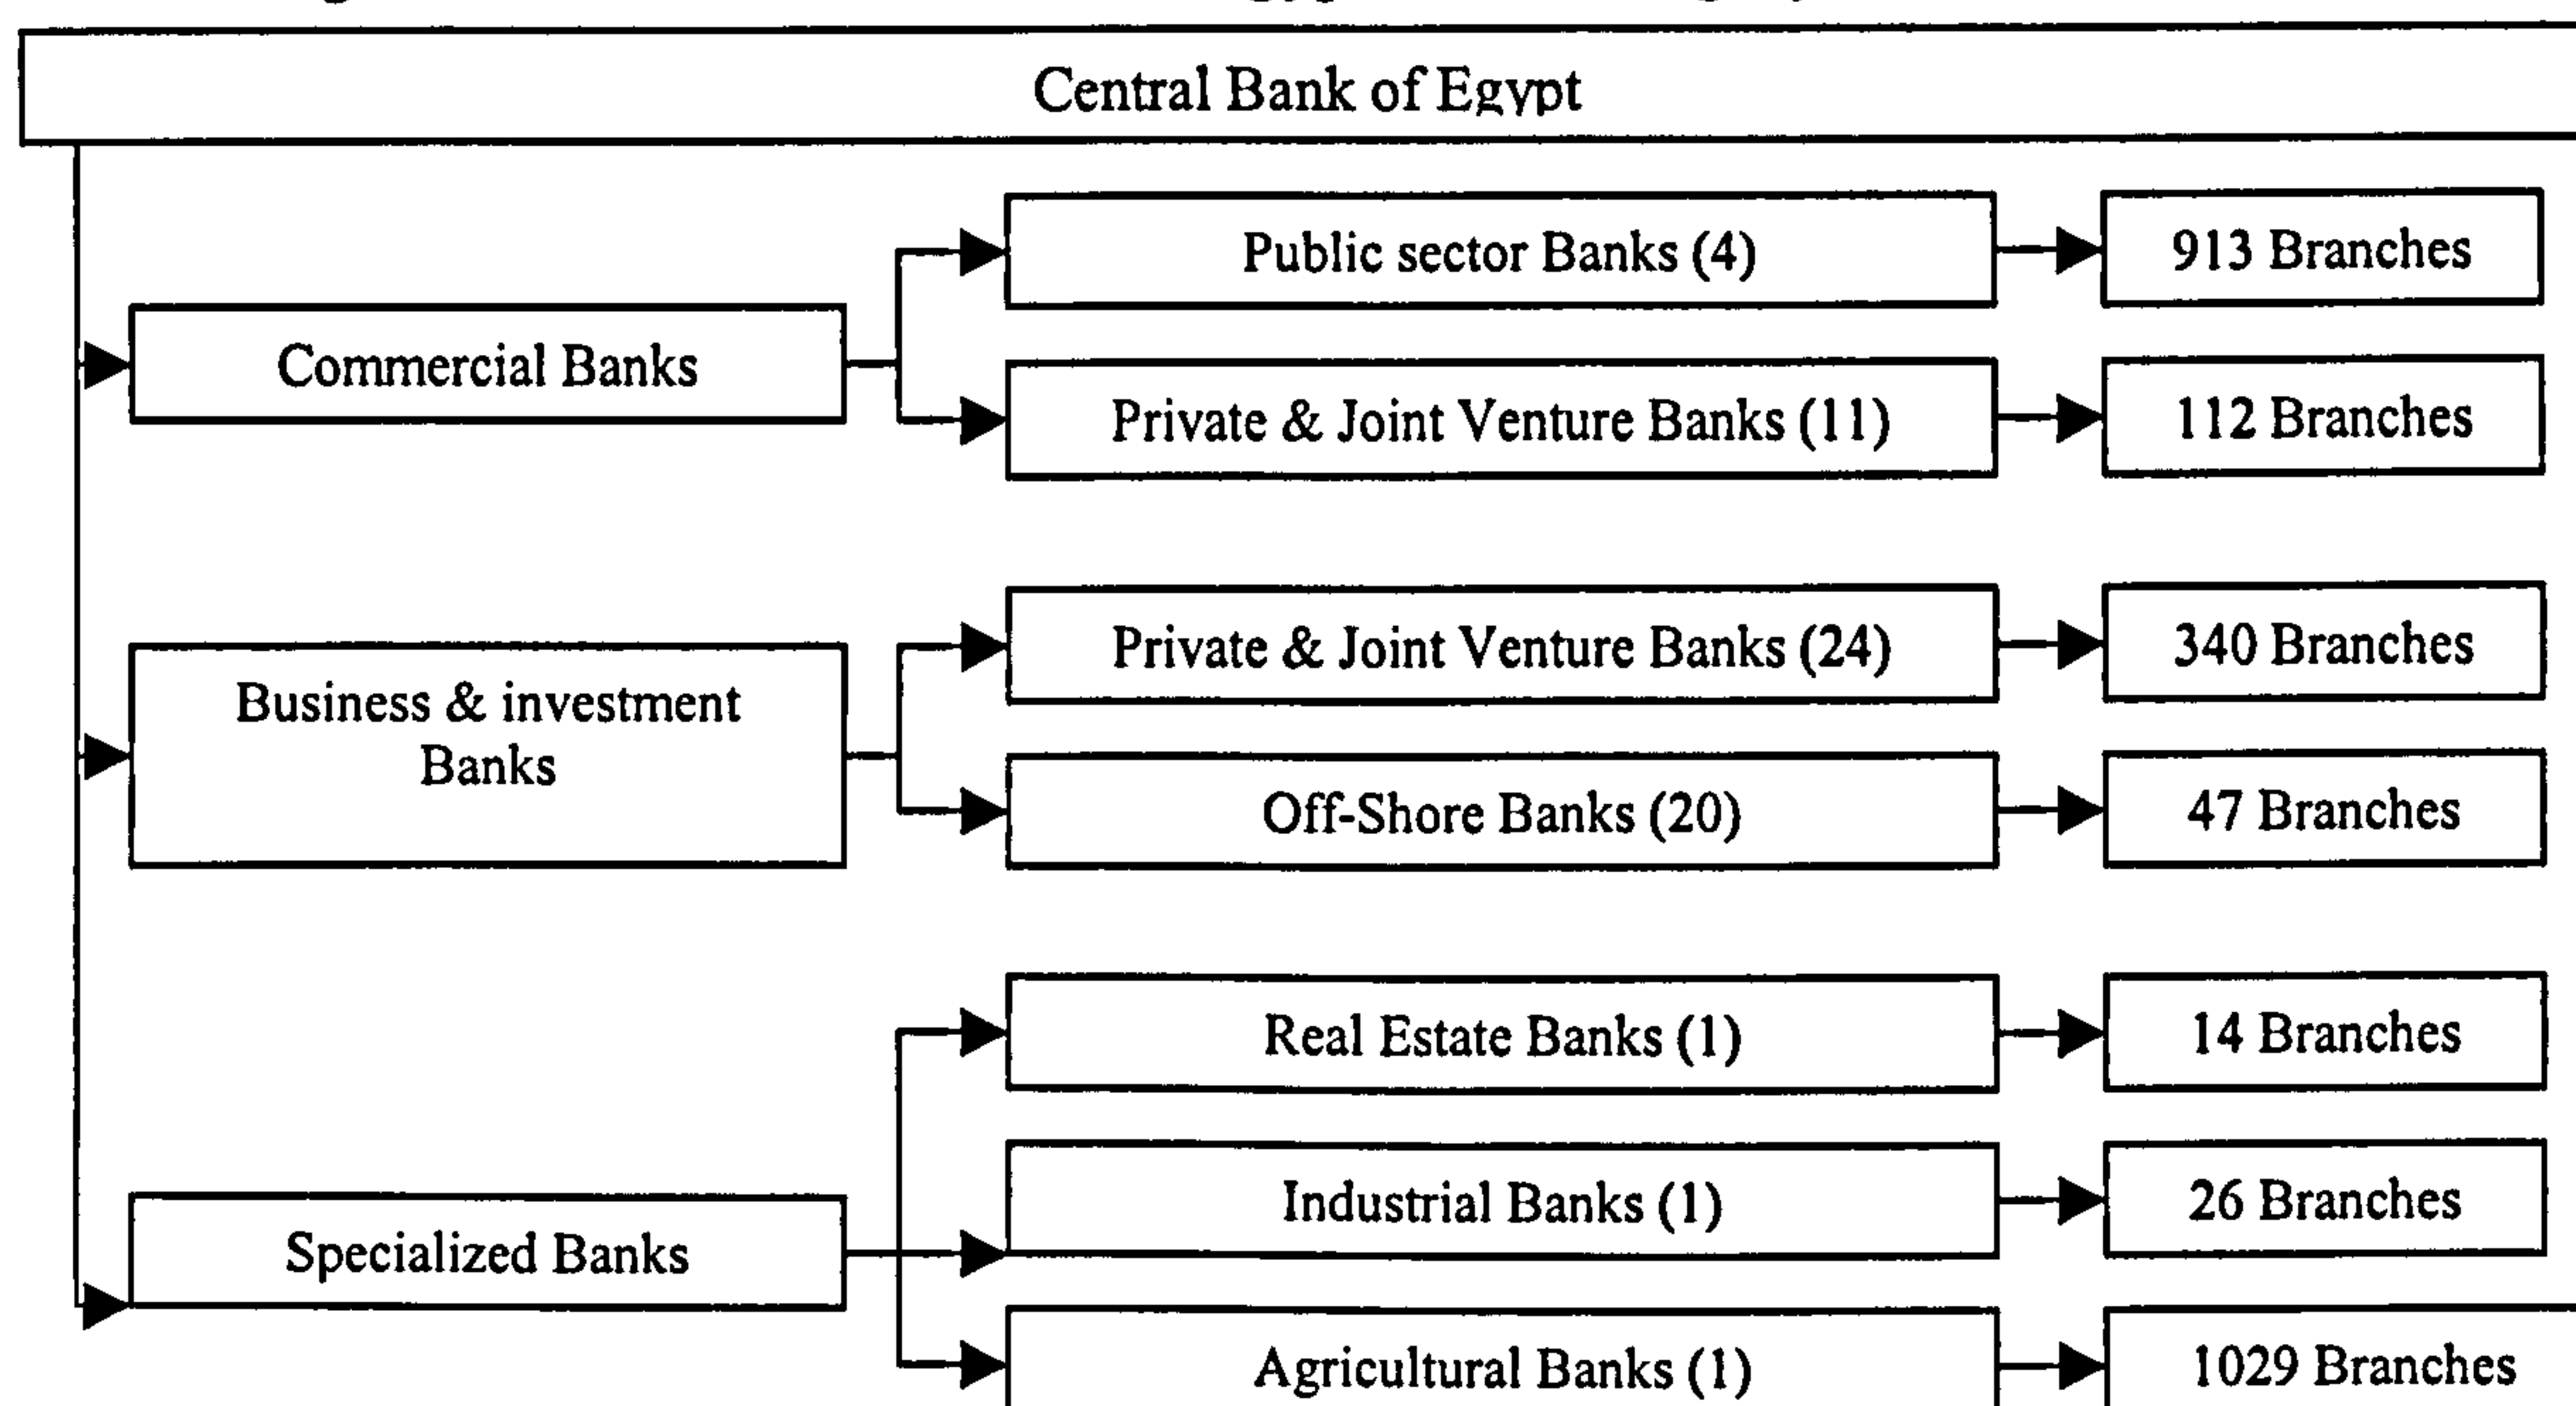 Central Bank of Egypt
Public sector Banks (4)
913 Branches
Commercial Banks
Private & Joint Venture Banks (11)
112 Branches
Private & Joint Venture Banks (24)
340 Branches
Business & investment
Banks
Off-Shore Banks (20)
47 Branches
Real Estate Banks (1)
14 Branches
Industrial Banks (1)
26 Branches
Specialized Banks
Agricultural Banks (1)
1029 Branches